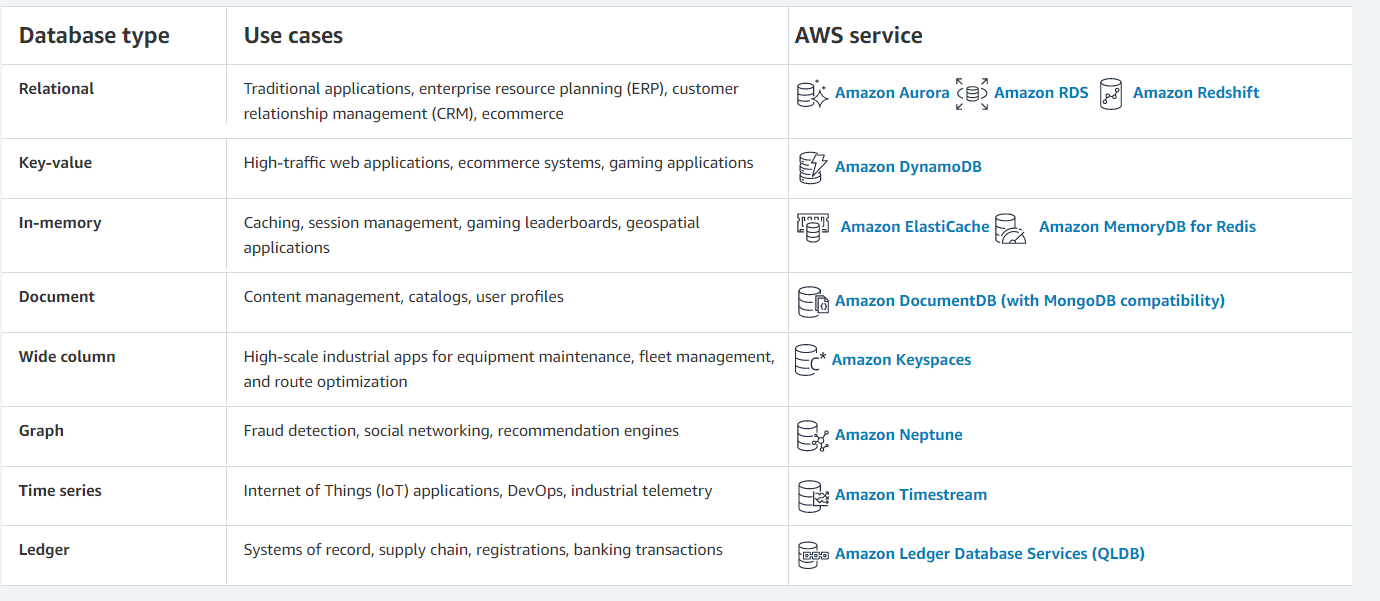 Database type Use cases AWS service
Relational Traditional applications, enterprise resource planning (ERP), customer Amazon Aurora Amazon RDS Amazon Redshift
relationship management (CRM), ecommerce
Key-value High-traffic web applications, ecommerce systems, gaming applications Amazon DynamoDB
In-memory Caching, session management, gaming leaderboards, geospatial Amazon ElastiCache Amazon MemoryDB for Redis
applications
Document Content management, catalogs, user profiles Amazon DocumentDB (with MongoDB compatibility)
Wide column High-scale industrial apps for equipment maintenance, fleet management, Amazon Keyspaces
and route optimization
Graph Fraud detection, social networking, recommendation engines Amazon Neptune
Time series Internet of Things (IoT) applications, DevOps, industrial telemetry Amazon Timestream
Ledger Systems of record, supply chain, registrations, banking transactions Amazon Ledger Database Services (QLDB)